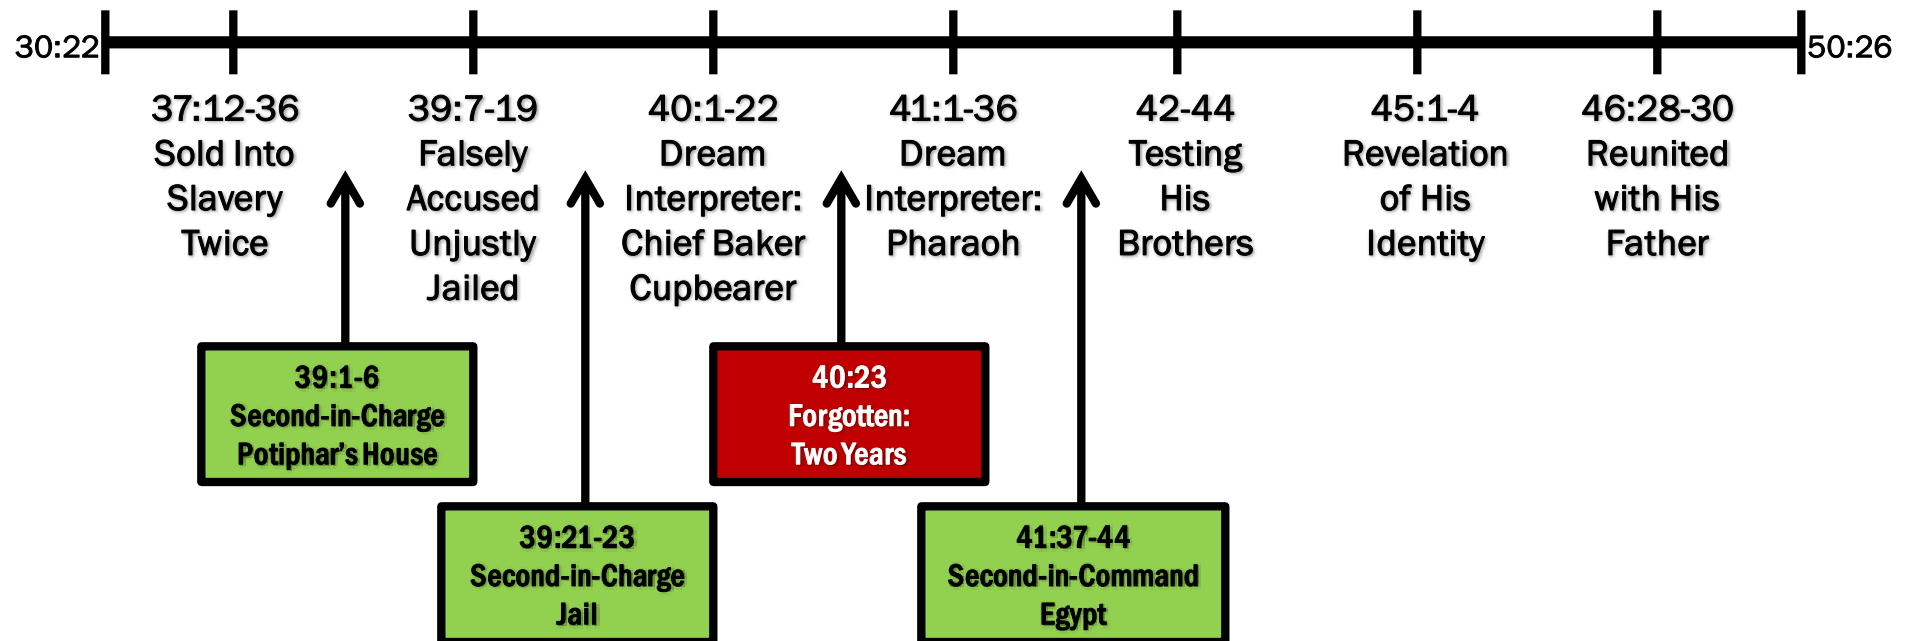 30:22
50:26
37:12-36
Sold Into
Slavery
Twice
39:7-19
Falsely
Accused
Unjustly
Jailed
40:1-22
Dream
Interpreter:
Chief Baker
Cupbearer
41:1-36
Dream
Interpreter:
Pharaoh
42-44
Testing
His
Brothers
45:1-4
Revelation
of His
Identity
46:28-30
Reunited
with His
Father
39:1-6
Second-in-Charge
Potiphar's House
40:23
Forgotten:
Two Years
39:21-23
Second-in-Charge
Jail
41:37-44
Second-in-Command
Egypt